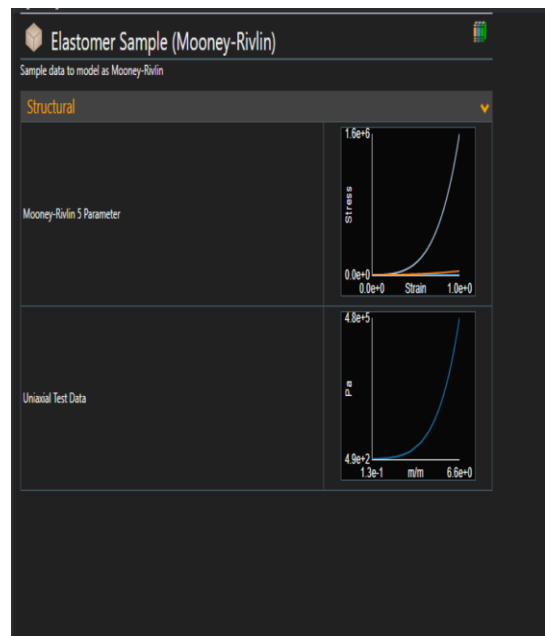 Elastomer Sample (Mooney-Rivlin)
Sample data to model as Mooney-Rivlin
Structural
Mooney-Rivlin 5 Parameter
1.6e+6
Stress
0.0e+0
0.0e+0 Strain 1.0e+0
Uniaxial Test Data
4.8e+5
Pa
4.9e+2
1.3e-1 m/m 6.6e+0